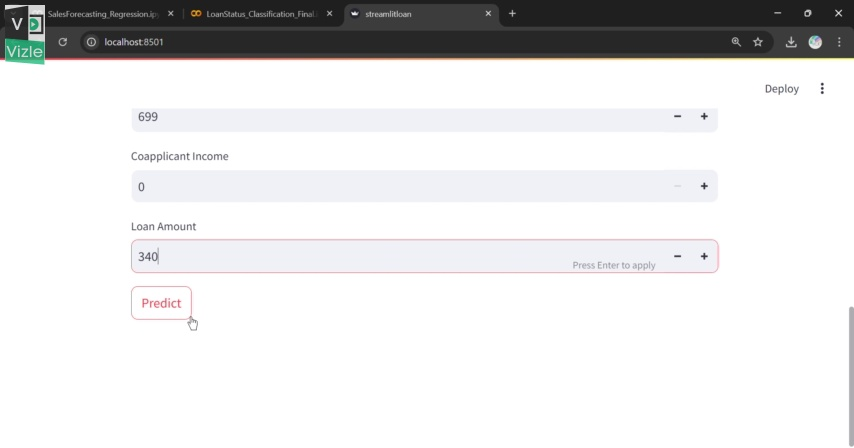 SalesForecasting_Regression.ip
LoanStatus_Classification_Final.
streamlitloan
V
Vizle
localhost:8501
Deploy
699
Coapplicant Income
0
Loan Amount
340
Press Enter to apply
Predict